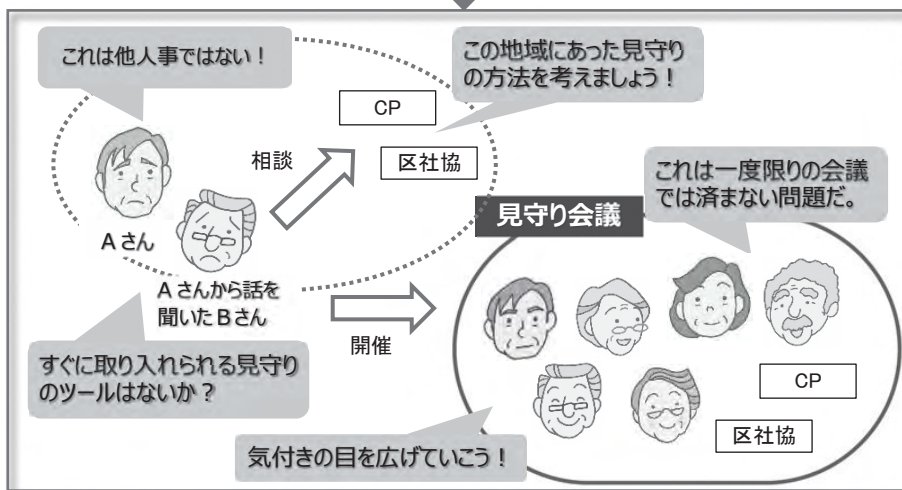 これは他人事ではない！
この地域にあった見守り
の方法を考えましょう！
CP
区社協
相談
Aさん
Aさんから話を
聞いたBさん
すぐに取り入れられる見守り
のツールはないか？
開催
見守り会議
これは一度限りの会議
では済まない問題だ。
CP
区社協
気付きの目を広げていこう！